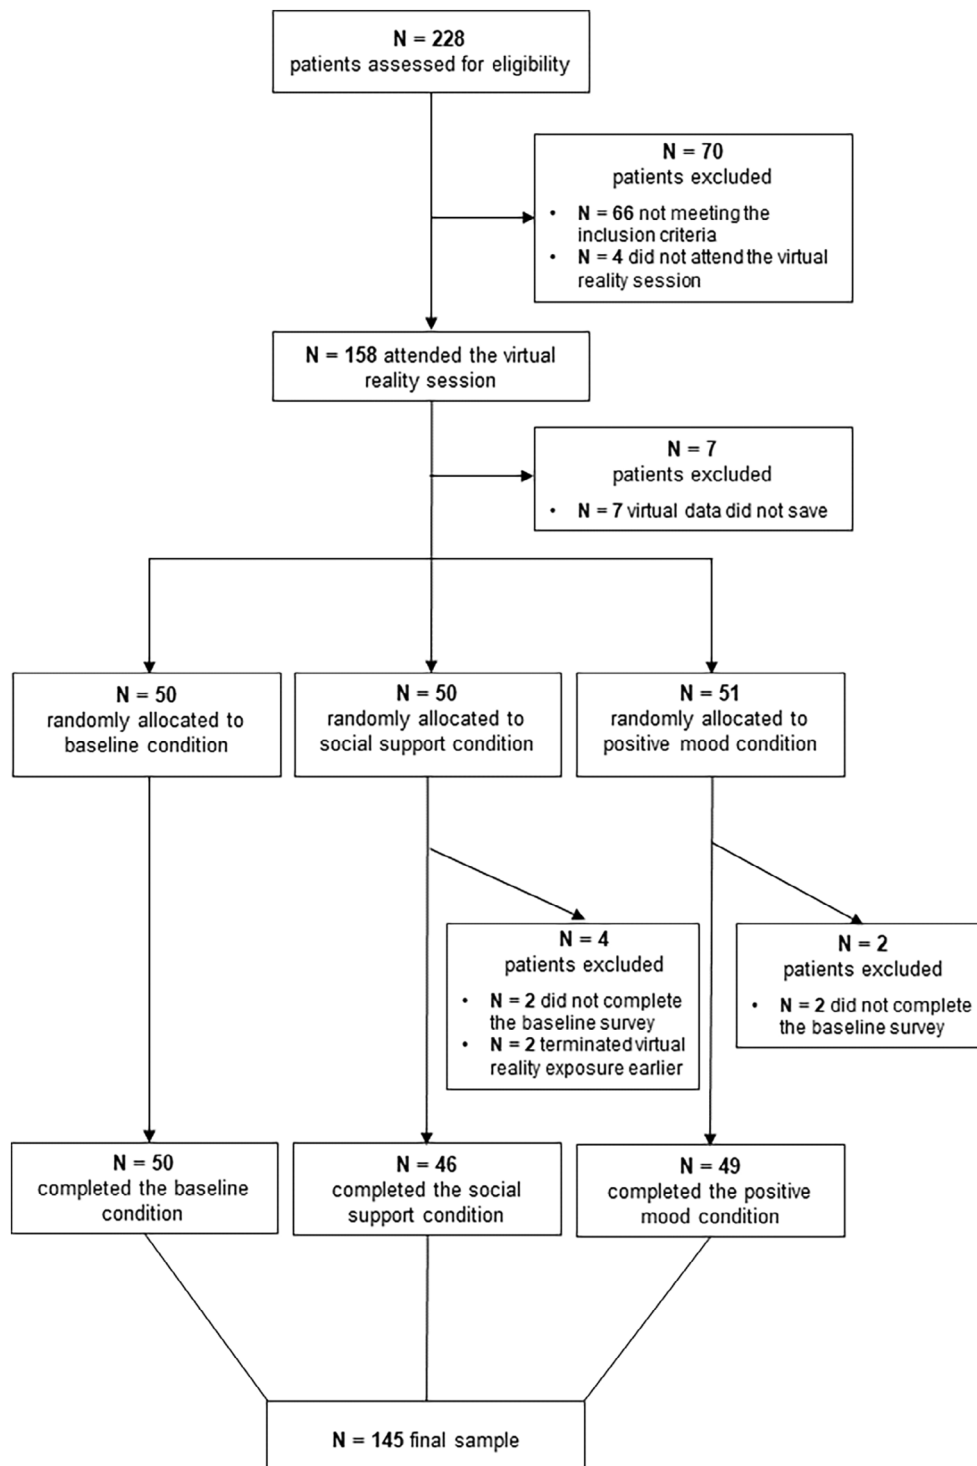 N = 228
patients assessed for eligibility
N = 70
patients excluded
• N = 66 not meeting the
inclusion criteria
• N = 4 did not attend the virtual
reality session
N = 158 attended the virtual
reality session
N = 7
patients excluded
• N = 7 virtual data did not save
N = 50
randomly allocated to
baseline condition
N = 50
randomly allocated to
social support condition
N = 51
randomly allocated to
positive mood condition
N = 4
patients excluded
• N = 2 did not complete
the baseline survey
• N = 2 terminated virtual
reality exposure earlier
N = 2
patients excluded
• N = 2 did not complete
the baseline survey
N = 50
completed the baseline
condition
N = 46
completed the social
support condition
N = 49
completed the positive
mood condition
N = 145 final sample